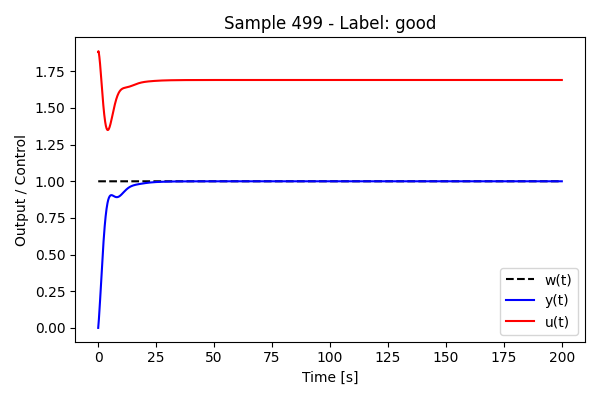 Sample 499 - Label: good
Output / Control
1.75
1.50
1.25
1.00
0.75
0.50
0.25
0.00
w(t)
y(t)
u(t)
0 25 50 75 100 125 150 175 200
Time [s]